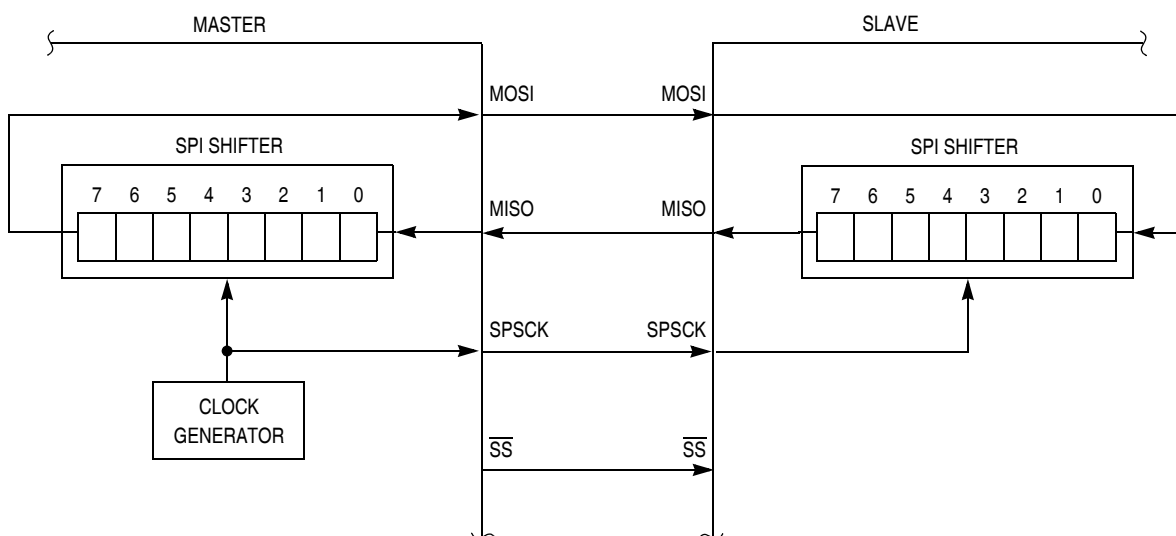 MASTER
SLAVE
MOSI MOSI
SPI SHIFTER SPI SHIFTER
7 6 5 4 3 2 1 0 7 6 5 4 3 2 1 0
MISO MISO
SPSCK SPSCK
CLOCK
GENERATOR
SS SS